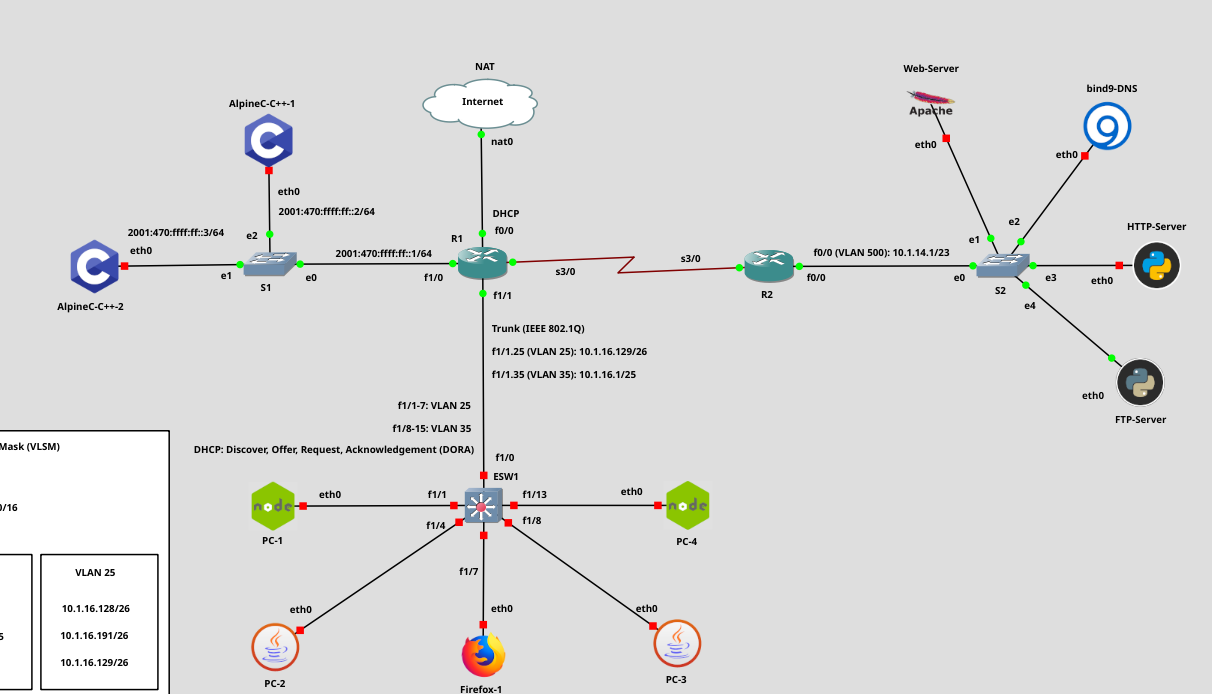 NAT
Internet
nat0
Web-Server
Apache
eth0
bind9-DNS
eth0
AlpineC-C++-1
eth0
2001:470:ffff:ff::2/64
2001:470:ffff:ff::3/64
eth0
e2
e1
S1
e0
AlpineC-C++-2
2001:470:ffff:ff::1/64
f1/0
DHCP
f0/0
R1
s3/0
f1/1
s3/0
R2
f0/0 (VLAN 500): 10.1.14.1/23
f0/0
e0
e1
e2
S2
e3
e4
HTTP-Server
eth0
eth0
FTP-Server
Trunk (IEEE 802.1Q)
f1/1.25 (VLAN 25): 10.1.16.129/26
f1/1.35 (VLAN 35): 10.1.16.1/25
f1/1-7: VLAN 25
f1/8-15: VLAN 35
DHCP: Discover, Offer, Request, Acknowledgement (DORA)
f1/0
ESW1
node
eth0
PC-1
f1/1
f1/13
eth0
node
PC-4
f1/4
f1/8
f1/7
eth0
PC-2
eth0
Firefox-1
eth0
PC-3
Mask (VLSM)
0/16
VLAN 25
10.1.16.128/26
10.1.16.191/26
10.1.16.129/26